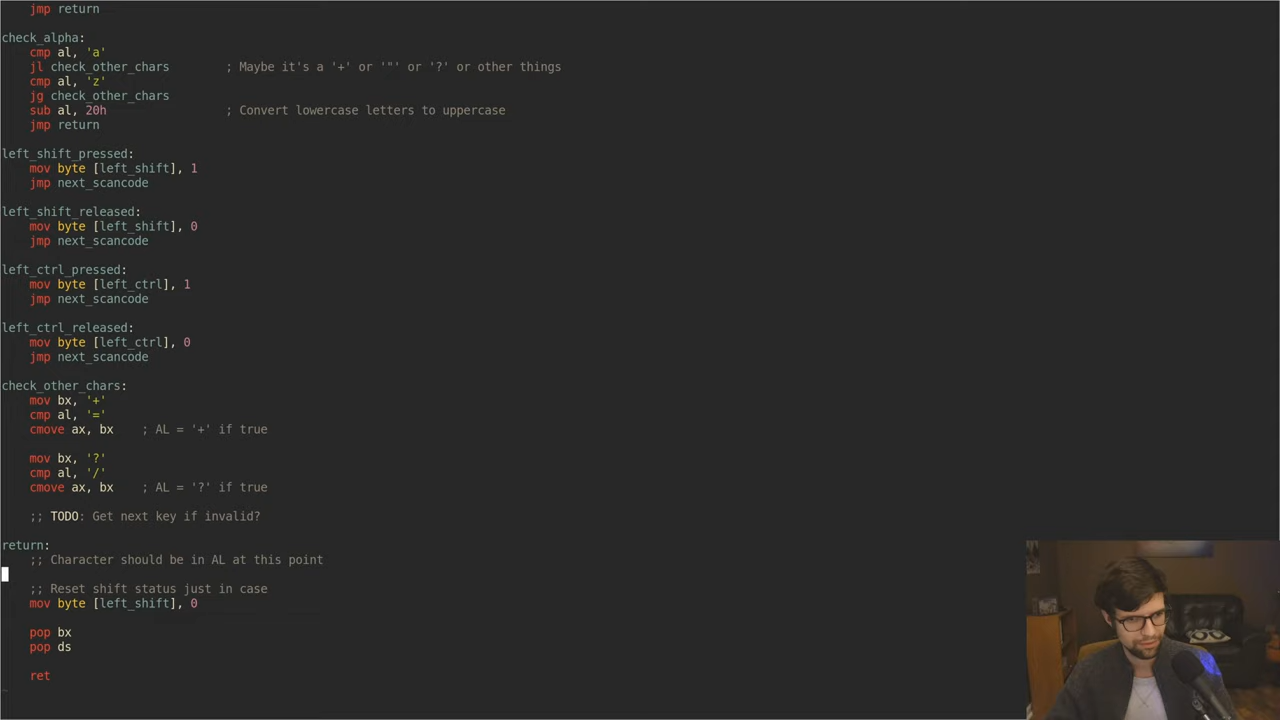 jmp return
check_alpha:
cmp al, 'a'
jl check_other_chars ; Maybe it's a '+' or '"' or '?' or other things
cmp al, 'z'
jg check_other_chars
sub al, 20h ; Convert lowercase letters to uppercase
jmp return
left_shift_pressed:
mov byte [left_shift], 1
jmp next_scancode
left_shift_released:
mov byte [left_shift], 0
jmp next_scancode
left_ctrl_pressed:
mov byte [left_ctrl], 1
jmp next_scancode
left_ctrl_released:
mov byte [left_ctrl], 0
jmp next_scancode
check_other_chars:
mov bx, '+'
cmp al, '='
cmove ax, bx ; AL = '+' if true
mov bx, '?'
cmp al, '/'
cmove ax, bx ; AL = '?' if true
;; TODO: Get next key if invalid?
return:
;; Character should be in AL at this point
;; Reset shift status just in case
mov byte [left_shift], 0
pop bx
pop ds
ret